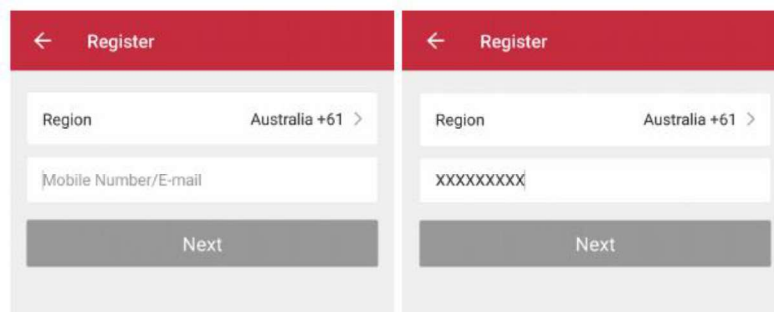 ← Register
Region Australia +61 >
Mobile Number/E-mail
Next
← Register
Region Australia +61 >
XXXXXXXXX
Next